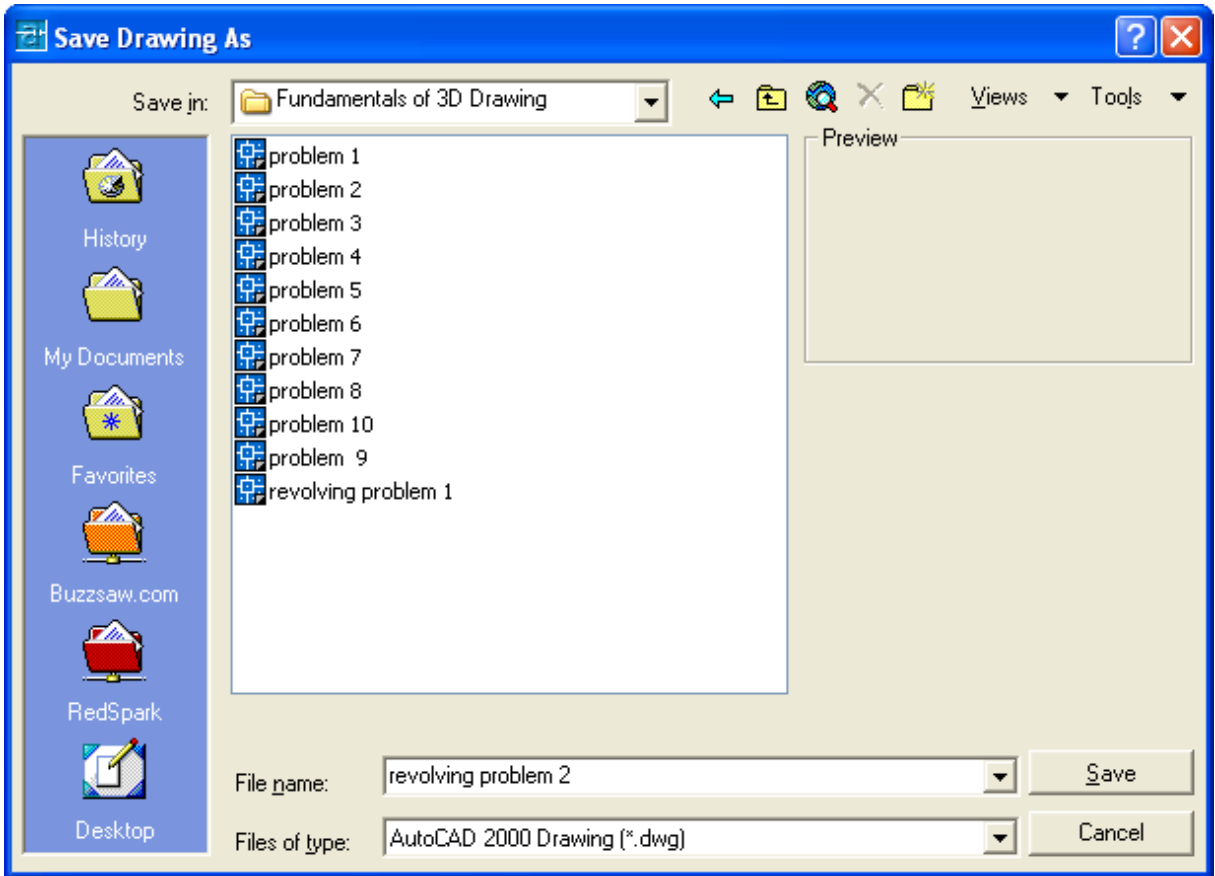 Save Drawing As
Save in: Fundamentals of 3D Drawing Views Tools
History
My Documents
Favorites
Buzzsaw.com
RedSpark
Desktop
problem 1
problem 2
problem 3
problem 4
problem 5
problem 6
problem 7
problem 8
problem 10
problem  9
revolving problem 1
Preview
File name: revolving problem 2 Save
Files of type: AutoCAD 2000 Drawing (*.dwg) Cancel